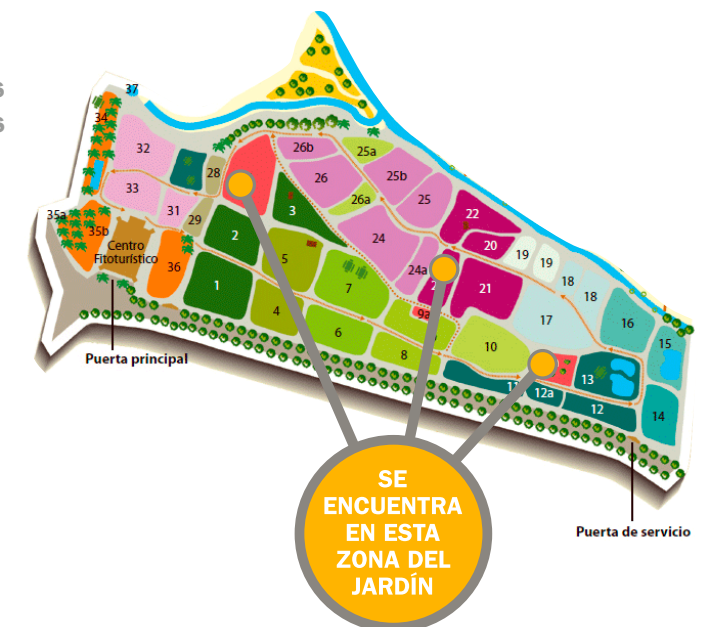 s
s
37
34
32
33
31
28
29
35a
35b
Centro
Fitoturístico
36
26b
25a
26
25b
25
26a
3
24
24a
22
20
19
19
18
18
21
17
16
15
2
5
1
7
4
6
9a
8
10
11
12a
13
12
14
Puerta principal
Puerta de servicio
SE
ENCUENTRA
EN ESTA
ZONA DEL
JARDÍN